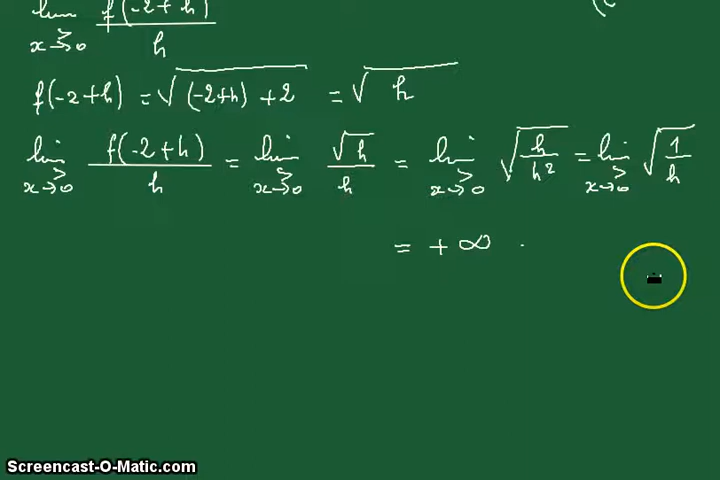 lim f(-2+h)
x→0 h
>
f(-2+h) = √(-2+h)+2 = √h
lim f(-2+h)/h = lim √h/h = lim √h/h² = lim √1/h
x→0 x→0 x→0 x→0
> > > >
= +∞
Screencast-O-Matic.com